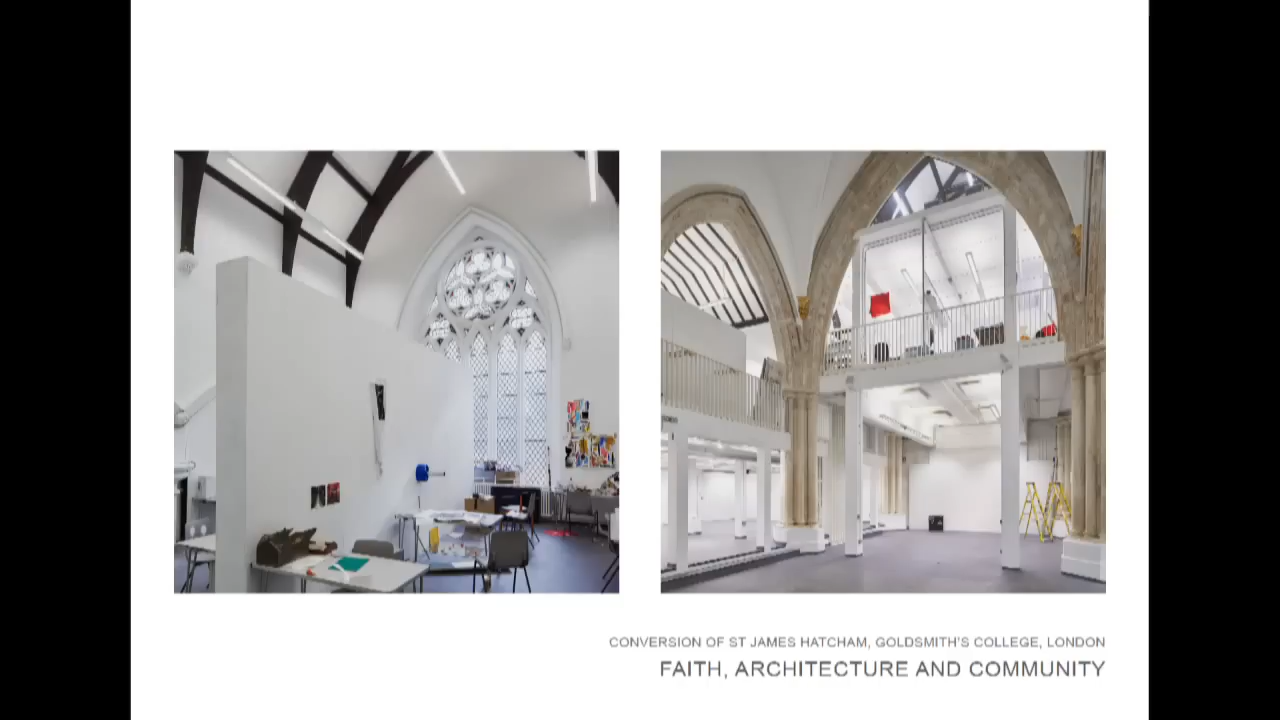 CONVERSION OF ST JAMES HATCHAM, GOLDSMITH'S COLLEGE, LONDON
FAITH, ARCHITECTURE AND COMMUNITY